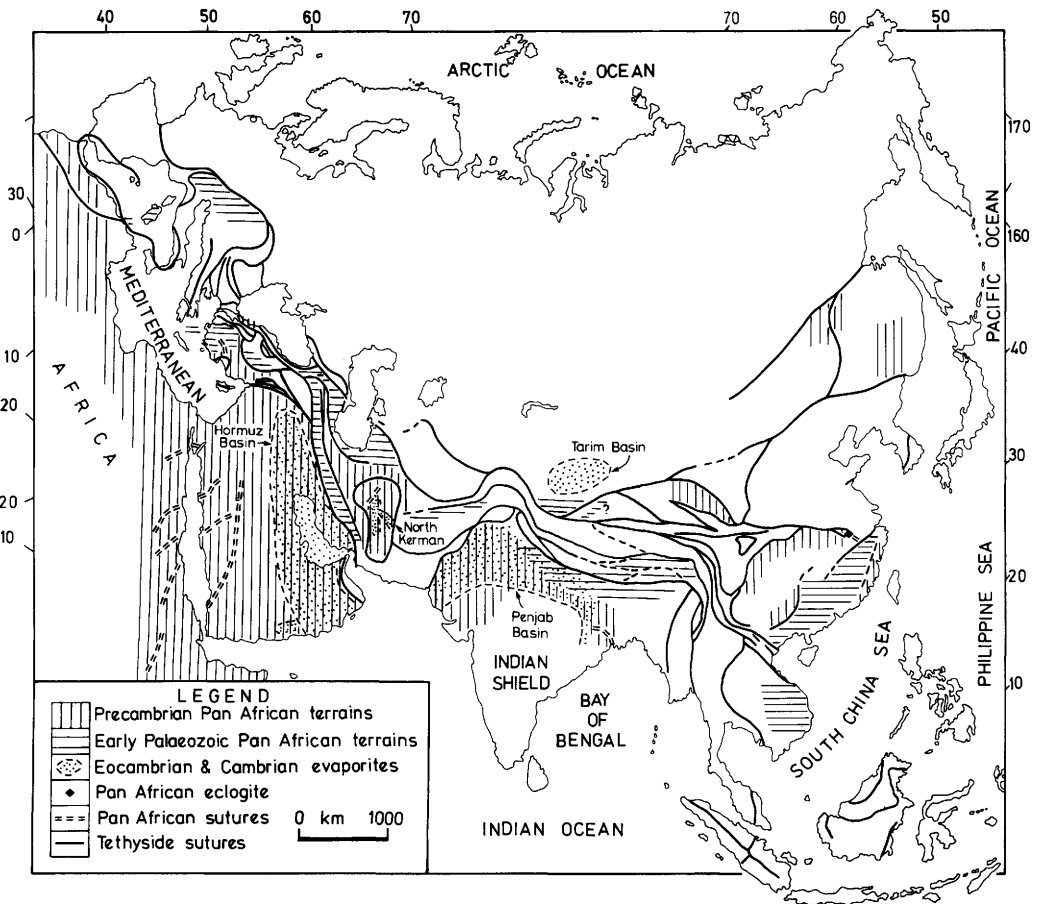 40 50 60 70 70 60 50
ARCTIC OCEAN
170
30
0
160
PACIFIC OCEAN
MEDITERRANEAN
10
40
AFRICA
20
Hormuz
Basin
Tarim Basin
30
20
10
North
Kerman
20
Penjab
Basin
PHILIPPINE SEA
INDIAN
SHIELD
SOUTH CHINA SEA
10
BAY
OF
BENGAL
INDIAN OCEAN
LEGEND
Precambrian Pan African terrains
Early Palaeozoic Pan African terrains
Eocambrian & Cambrian evaporites
Pan African eclogite
Pan African sutures 0 km 1000
Tethyside sutures